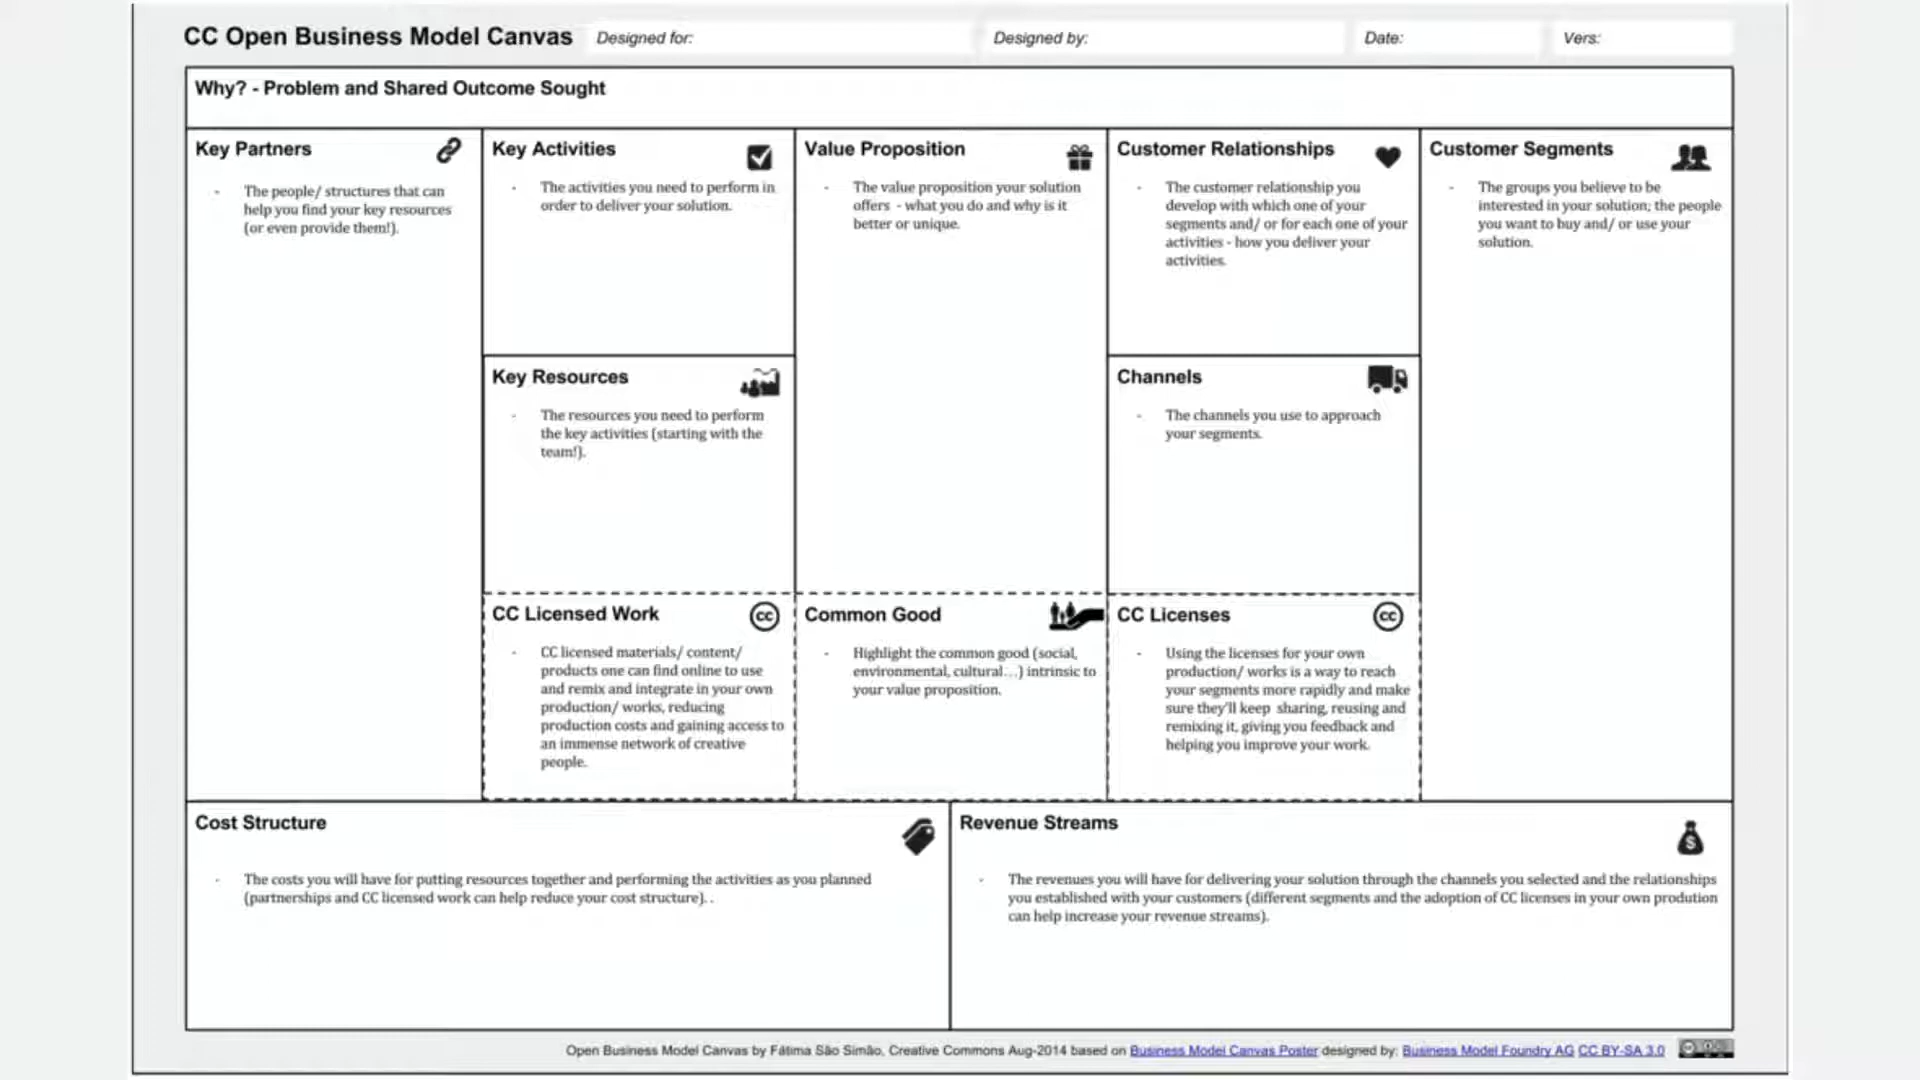 CC Open Business Model Canvas
Designed for:
Designed by:
Date:
Vers:
Why? - Problem and Shared Outcome Sought
Key Partners
- The people/ structures that can
help you find your key resources
(or even provide them!).
Key Activities
- The activities you need to perform in
order to deliver your solution.
Key Resources
- The resources you need to perform
the key activities (starting with the
team!).
CC Licensed Work
cc
- CC licensed materials/ content/
products one can find online to use
and remix and integrate in your own
production/ works, reducing
production costs and gaining access to
an immense network of creative
people.
Value Proposition
- The value proposition your solution
offers - what you do and why is it
better or unique.
Common Good
- Highlight the common good (social,
environmental, cultural...) intrinsic to
your value proposition.
Customer Relationships
- The customer relationship you
develop with which one of your
segments and/ or for each one of your
activities - how you deliver your
activities.
Channels
- The channels you use to approach
your segments.
CC Licenses
cc
- Using the licenses for your own
production/ works is a way to reach
your segments more rapidly and make
sure they'll keep sharing, reusing and
remixing it, giving you feedback and
helping you improve your work.
Customer Segments
- The groups you believe to be
interested in your solution; the people
you want to buy and/ or use your
solution.
Cost Structure
- The costs you will have for putting resources together and performing the activities as you planned
(partnerships and CC licensed work can help reduce your cost structure). .
Revenue Streams
$
- The revenues you will have for delivering your solution through the channels you selected and the relationships
you established with your customers (different segments and the adoption of CC licenses in your own prodution
can help increase your revenue streams).
Open Business Model Canvas by Fátima São Simão, Creative Commons Aug-2014 based on Business Model Canvas Poster designed by: Business Model Foundry AG CC BY-SA 3.0